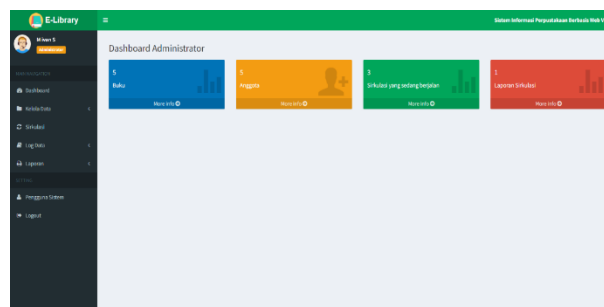 E-Library
Sistem Informasi Perpustakaan Berbasis Web V
Administrator
Dashboard Administrator
5
Buku
More info
5
Anggota
More info
3
Sirkulasi yang sedang berjalan
More info
1
Laporan Sirkulasi
More info
Dashboard
Kelola Data
Sirkulasi
Log Data
Laporan
Pengguna Sistem
Logout